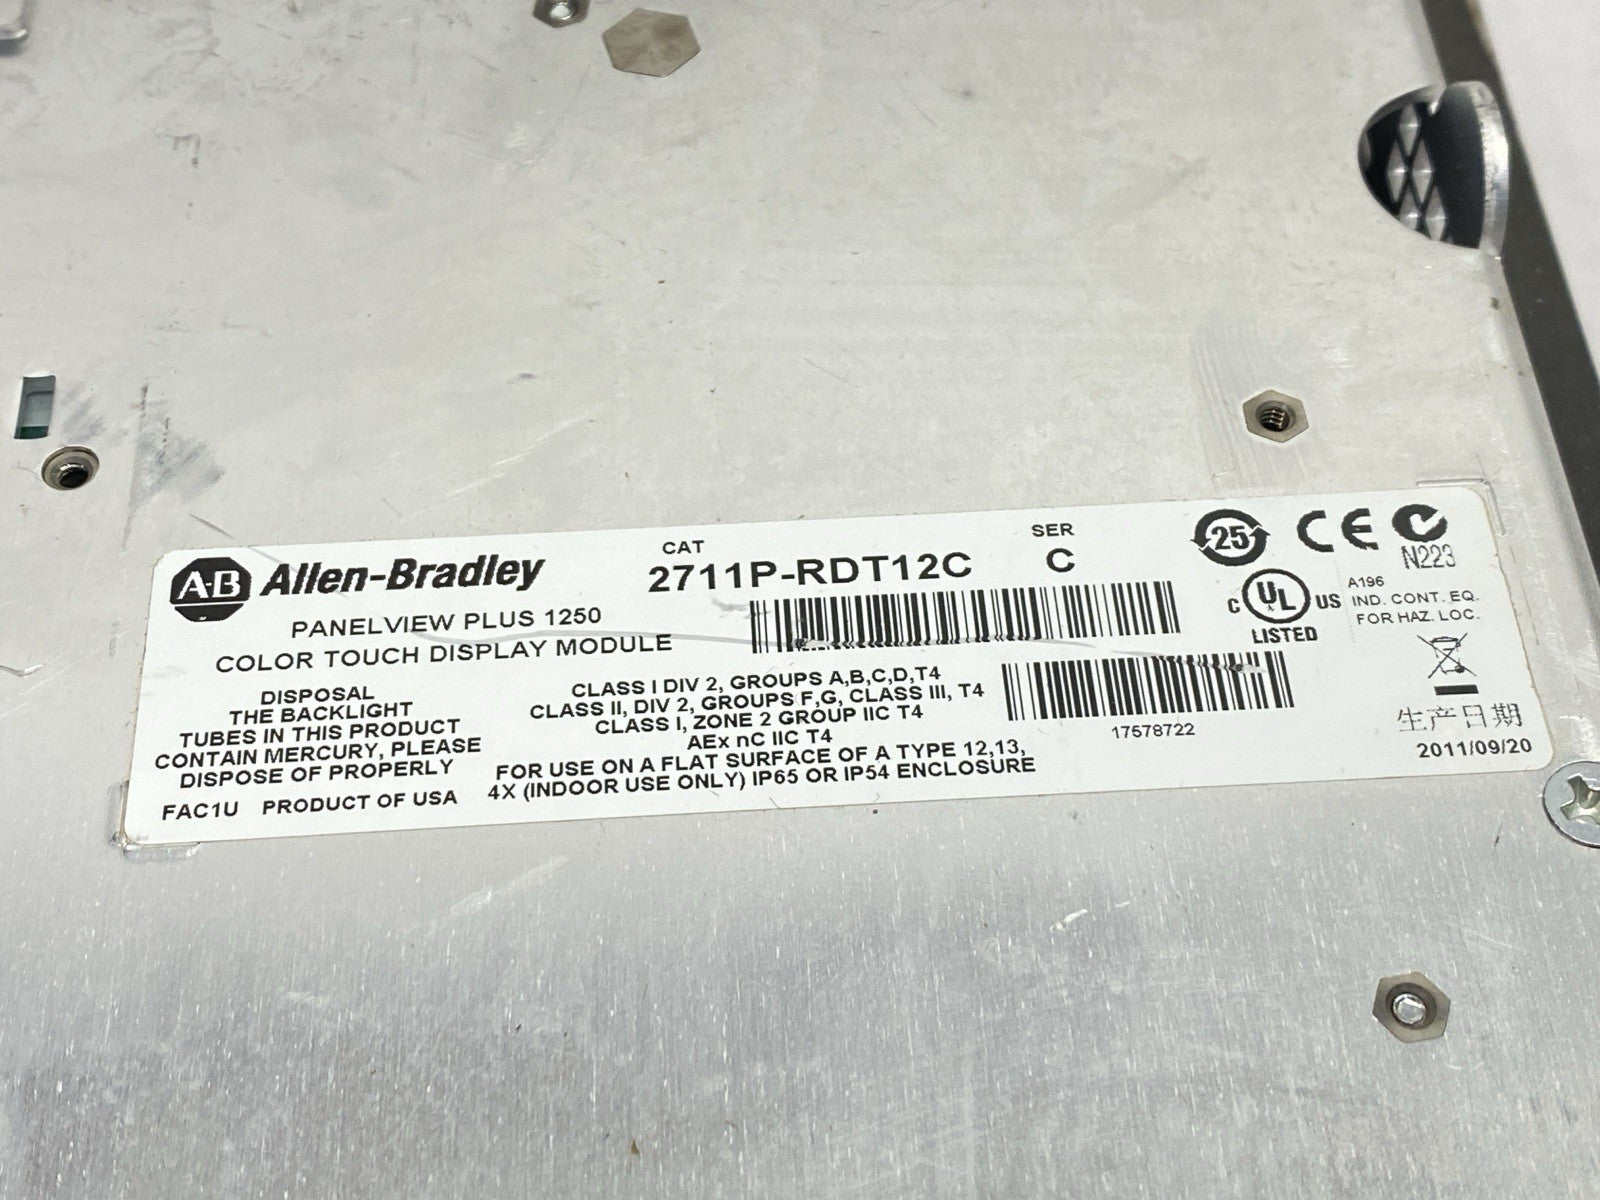 A-B Allen-Bradley
CAT
2711P-RDT12C
SER
C
PANELVIEW PLUS 1250
COLOR TOUCH DISPLAY MODULE
DISPOSAL
THE BACKLIGHT
TUBES IN THIS PRODUCT
CONTAIN MERCURY, PLEASE
DISPOSE OF PROPERLY
FAC1U PRODUCT OF USA
CLASS I DIV 2, GROUPS A,B,C,D,T4
CLASS II, DIV 2, GROUPS F,G, CLASS III, T4
CLASS I, ZONE 2 GROUP IIC T4
AEx nC IIC T4
FOR USE ON A FLAT SURFACE OF A TYPE 12,13,
4X (INDOOR USE ONLY) IP65 OR IP54 ENCLOSURE
17578722
25
CE
N223
C UL US
LISTED
A196
IND. CONT. EQ.
FOR HAZ. LOC.
生产日期
2011/09/20